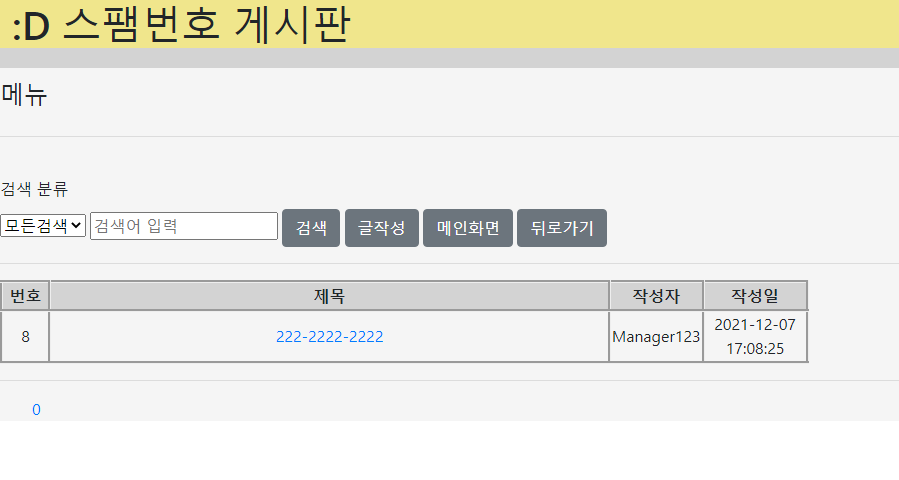 :D 스팸번호 게시판
메뉴
검색 분류
모든검색 검색어 입력 검색 글작성 메인화면 뒤로가기
번호 제목 작성자 작성일
8 222-2222-2222 Manager123 2021-12-07
17:08:25
0